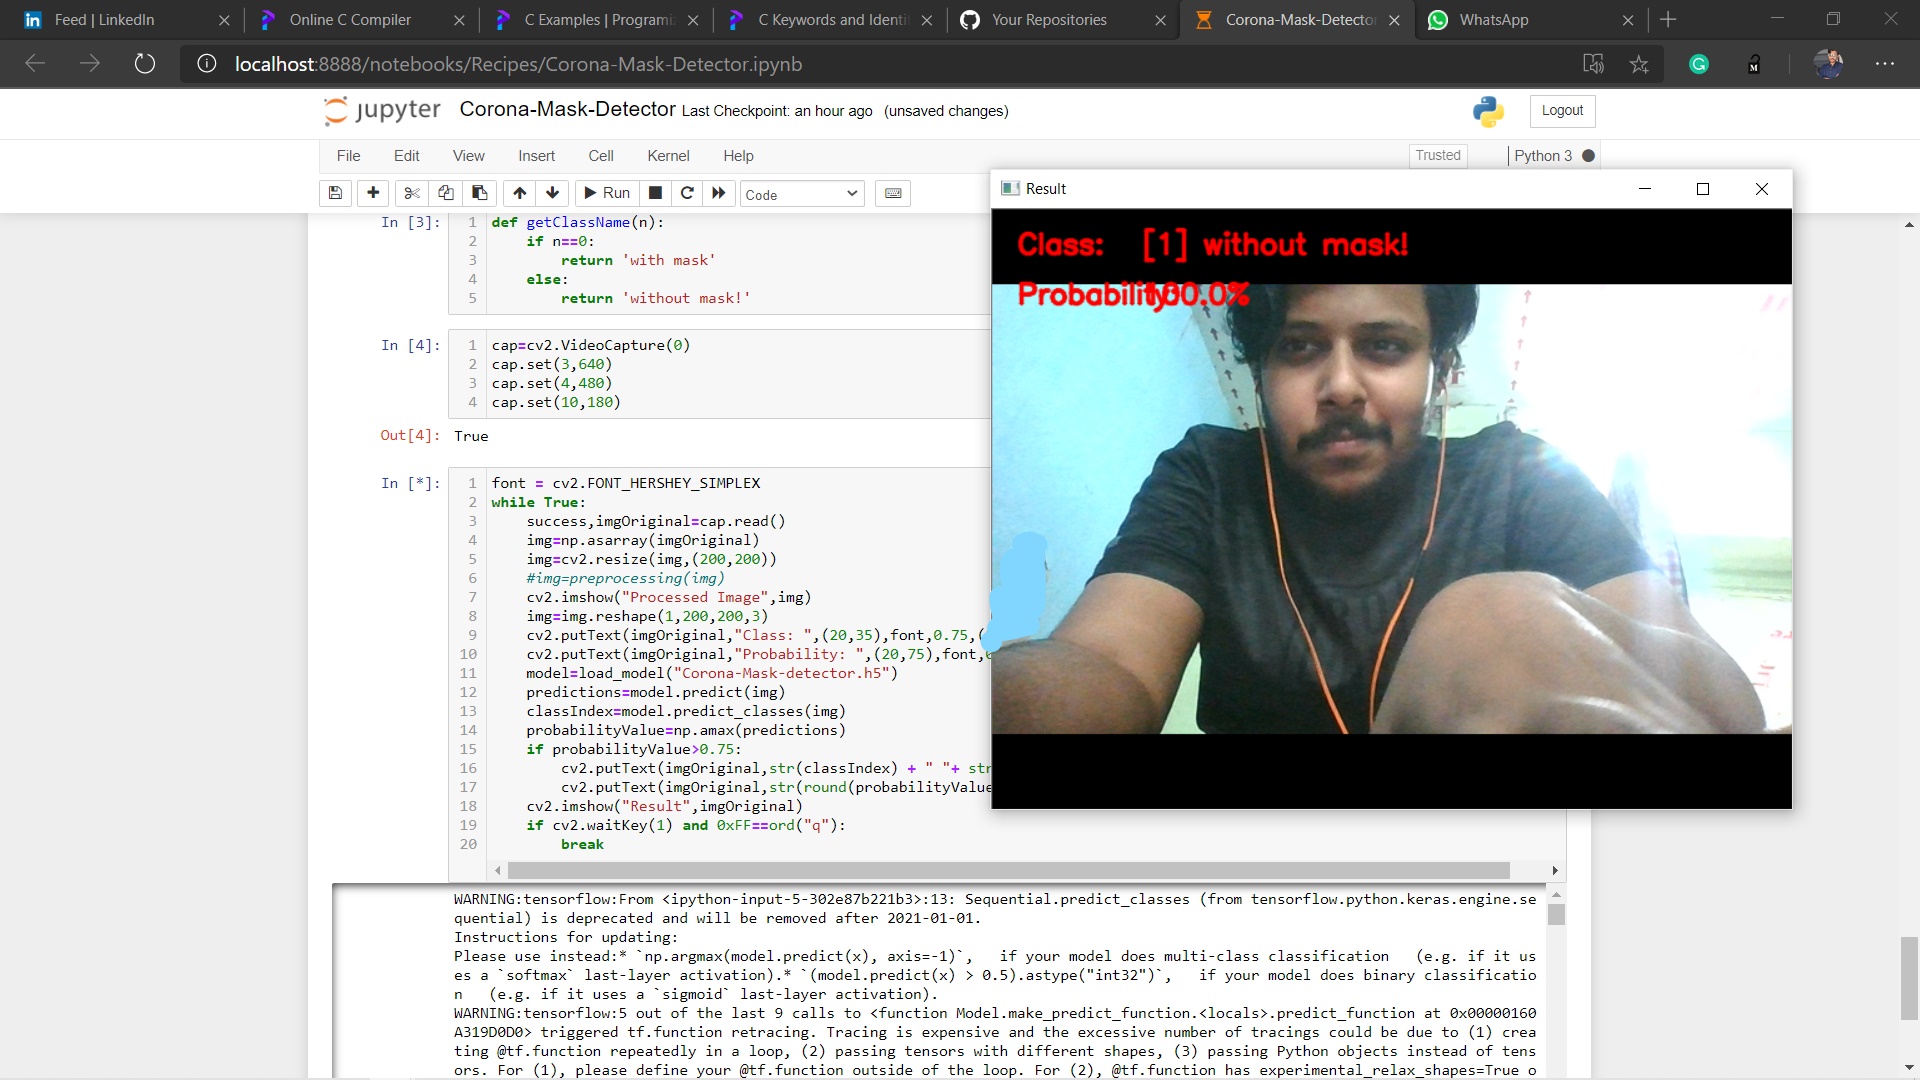 Feed | LinkedIn
Online C Compiler
C Examples | Programiz
C Keywords and Identi
Your Repositories
Corona-Mask-Detector
WhatsApp
localhost:8888/notebooks/Recipes/Corona-Mask-Detector.ipynb
jupyter Corona-Mask-Detector Last Checkpoint: an hour ago (unsaved changes)
Logout
File Edit View Insert Cell Kernel Help
Trusted
Python 3
Run
Code
In [3]:
1 def getClassName(n):
2 if n==0:
3 return 'with mask'
4 else:
5 return 'without mask!'
In [4]:
1 cap=cv2.VideoCapture(0)
2 cap.set(3,640)
3 cap.set(4,480)
4 cap.set(10,180)
Out[4]: True
In [*]:
1 font = cv2.FONT_HERSHEY_SIMPLEX
2 while True:
3 success,imgOriginal=cap.read()
4 img=np.asarray(imgOriginal)
5 img=cv2.resize(img,(200,200))
6 #img=preprocessing(img)
7 cv2.imshow("Processed Image",img)
8 img=img.reshape(1,200,200,3)
9 cv2.putText(imgOriginal,"Class: ",(20,35),font,0.75,(
10 cv2.putText(imgOriginal,"Probability: ",(20,75),font,
11 model=load_model("Corona-Mask-detector.h5")
12 predictions=model.predict(img)
13 classIndex=model.predict_classes(img)
14 probabilityValue=np.amax(predictions)
15 if probabilityValue>0.75:
16 cv2.putText(imgOriginal,str(classIndex) + " "+ str
17 cv2.putText(imgOriginal,str(round(probabilityValue
18 cv2.imshow("Result",imgOriginal)
19 if cv2.waitKey(1) and 0xFF==ord("q"):
20 break
WARNING:tensorflow:From <ipython-input-5-302e87b221b3>:13: Sequential.predict_classes (from tensorflow.python.keras.engine.se
quential) is deprecated and will be removed after 2021-01-01.
Instructions for updating:
Please use instead:* `np.argmax(model.predict(x), axis=-1)`, if your model does multi-class classification (e.g. if it us
es a `softmax` last-layer activation).* `(model.predict(x) > 0.5).astype("int32")`, if your model does binary classificatio
n (e.g. if it uses a `sigmoid` last-layer activation).
WARNING:tensorflow:5 out of the last 9 calls to <function Model.make_predict_function.<locals>.predict_function at 0x00000160
A319D0D0> triggered tf.function retracing. Tracing is expensive and the excessive number of tracings could be due to (1) crea
ting @tf.function repeatedly in a loop, (2) passing tensors with different shapes, (3) passing Python objects instead of tens
ors. For (1), please define your @tf.function outside of the loop. For (2), @tf.function has experimental_relax_shapes=True o
Result
Class: [1] without mask!
Probability: 100.0%